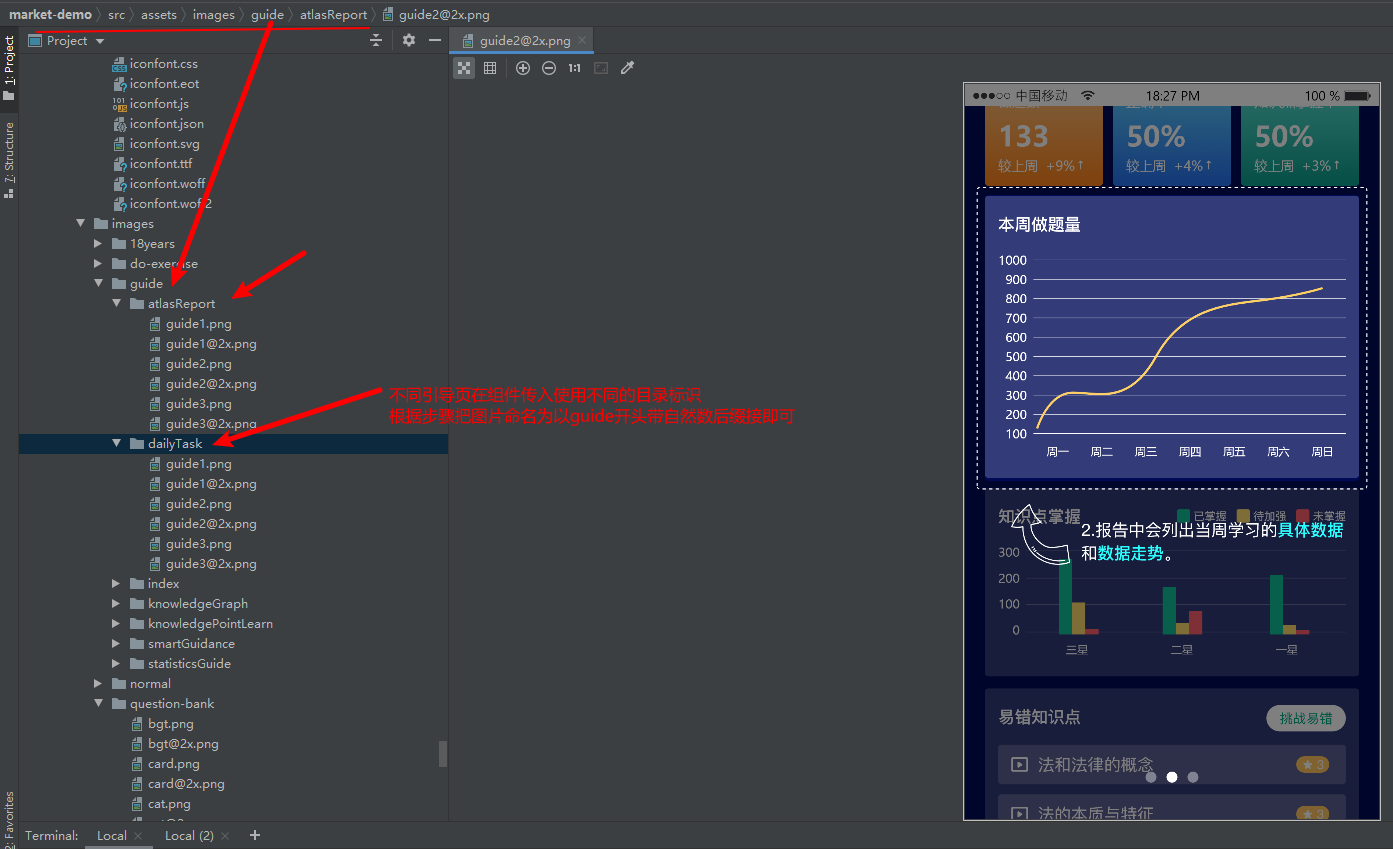 market-demo src assets images guide atlasReport guide2@2x.png
1: Project
7: Structure
2: Favorites
Project
iconfont.css
iconfont.eot
iconfont.js
iconfont.json
iconfont.svg
iconfont.ttf
iconfont.woff
iconfont.woff2
images
18years
do-exercise
guide
atlasReport
guide1.png
guide1@2x.png
guide2.png
guide2@2x.png
guide3.png
guide3@2x.png
dailyTask
guide1.png
guide1@2x.png
guide2.png
guide2@2x.png
guide3.png
guide3@2x.png
index
knowledgeGraph
knowledgePointLearn
smartGuidance
statisticsGuide
normal
question-bank
bgt.png
bgt@2x.png
card.png
card@2x.png
cat.png
不同引导页在组件传入使用不同的目录标识
根据步骤把图片命名为以guide开头带自然数后缀接即可
guide2@2x.png
1:1
中国移动 18:27 PM 100 %
133 50% 50%
较上周 +9%↑ 较上周 +4%↑ 较上周 +3%↑
本周做题量
1000
900
800
700
600
500
400
300
200
100
周一 周二 周三 周四 周五 周六 周日
知识点掌握 已掌握 待加强 未掌握
2.报告中会列出当周学习的具体数据
和数据走势。
300
200
100
0
三星 二星 一星
易错知识点 挑战易错
法和法律的概念 ★ 3
法的本质与特征 ★ 3
Terminal: Local × Local (2) × +